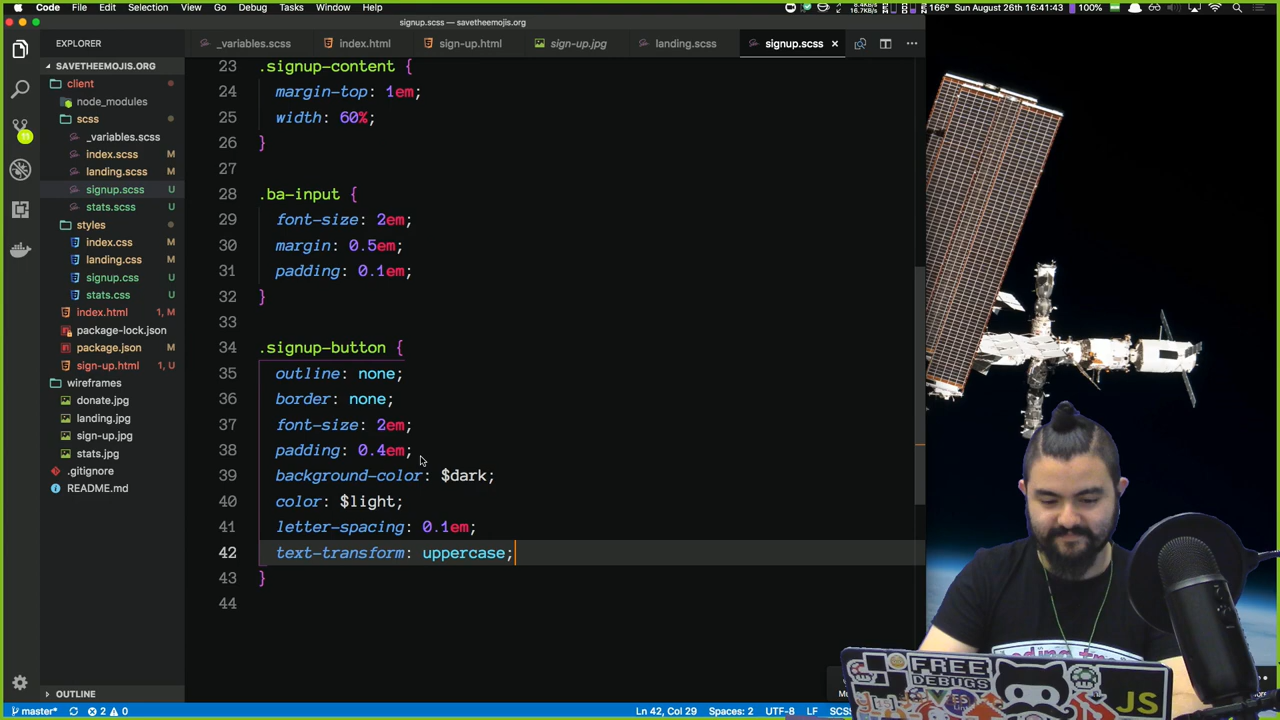 Code File Edit Selection View Go Debug Tasks Window Help
8.4KB/s
16.7KB/s
166° Sun August 26th 16:41:43 100%
signup.scss — savetheemojis.org
EXPLORER
_variables.scss index.html sign-up.html sign-up.jpg landing.scss signup.scss
SAVETHEEMOJIS.ORG
client
node_modules
scss
_variables.scss
index.scss M
landing.scss M
signup.scss U
stats.scss U
styles
index.css M
landing.css M
signup.css U
stats.css U
index.html 1, M
package-lock.json
package.json M
sign-up.html 1, U
wireframes
donate.jpg
landing.jpg
sign-up.jpg
stats.jpg
.gitignore
README.md
OUTLINE
11
23 .signup-content {
24 margin-top: 1em;
25 width: 60%;
26 }
27
28 .ba-input {
29 font-size: 2em;
30 margin: 0.5em;
31 padding: 0.1em;
32 }
33
34 .signup-button {
35 outline: none;
36 border: none;
37 font-size: 2em;
38 padding: 0.4em;
39 background-color: $dark;
40 color: $light;
41 letter-spacing: 0.1em;
42 text-transform: uppercase;
43 }
44
master* 2 0 Ln 42, Col 29 Spaces: 2 UTF-8 LF SCSS
FREE
DEBUGS
JS